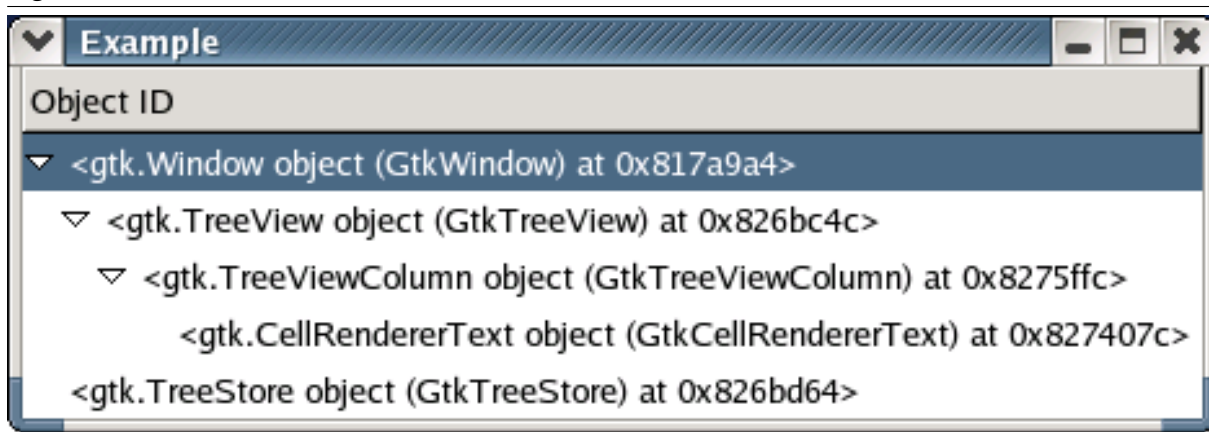 Example
Object ID
<gtk.Window object (GtkWindow) at 0x817a9a4>
<gtk.TreeView object (GtkTreeView) at 0x826bc4c>
<gtk.TreeViewColumn object (GtkTreeViewColumn) at 0x8275ffc>
<gtk.CellRendererText object (GtkCellRendererText) at 0x827407c>
<gtk.TreeStore object (GtkTreeStore) at 0x826bd64>